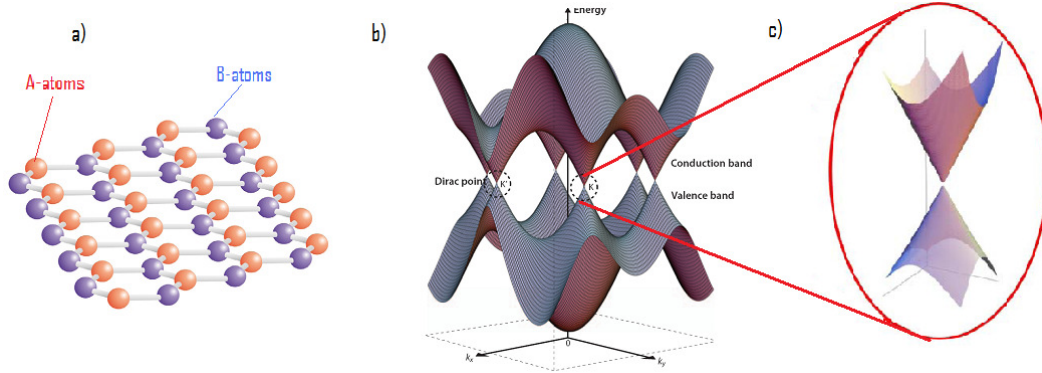 a)
A-atoms
B-atoms
b)
Energy
Dirac point
K'
K
Conduction band
Valence band
0
kx
ky
c)